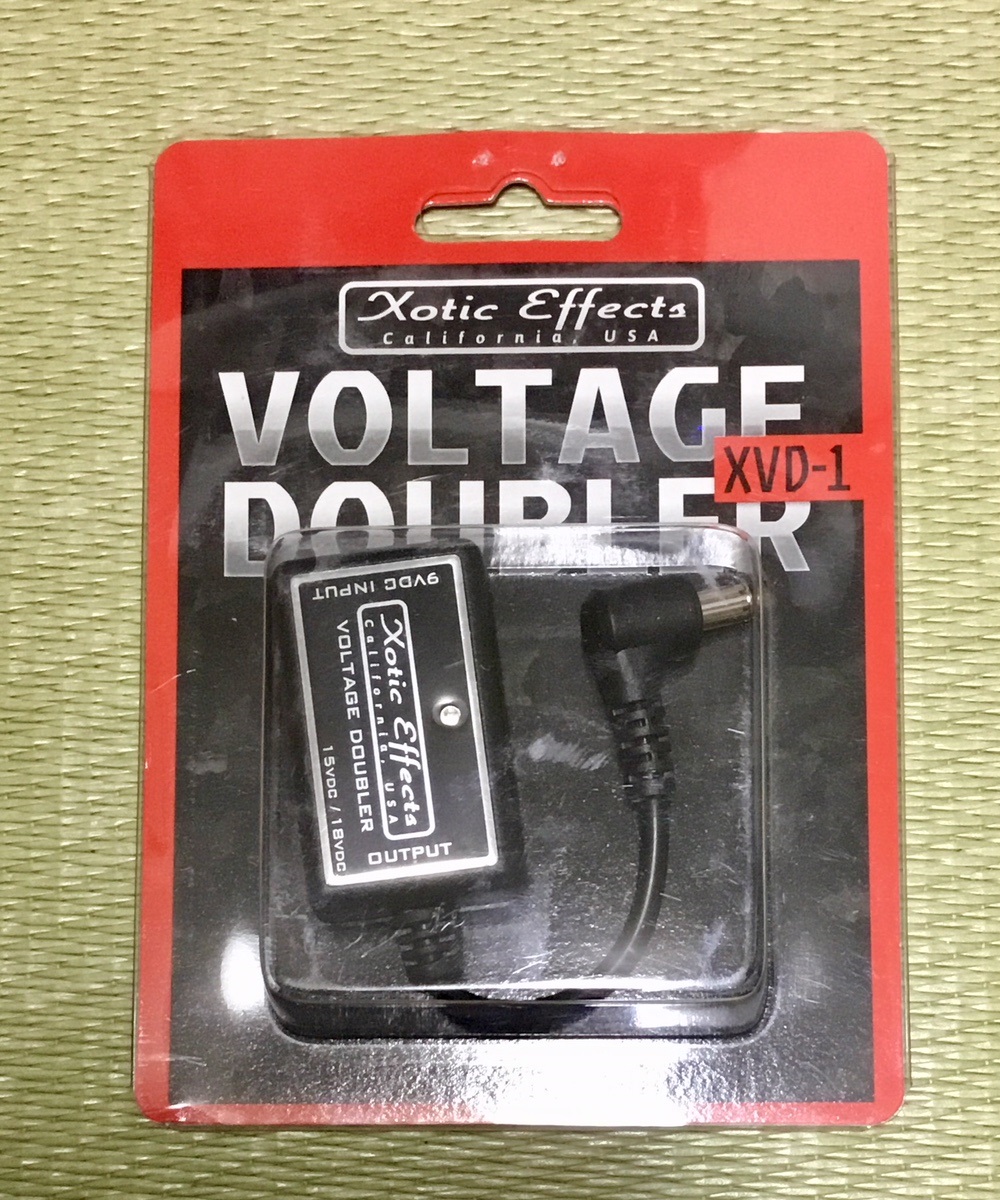 Xotic Effects
California, USA
VOLTAGE
XVD-1
DOUBLER
9VDC INPUT
Xotic Effects
California, USA
VOLTAGE DOUBLER
15VDC / 18VDC
OUTPUT